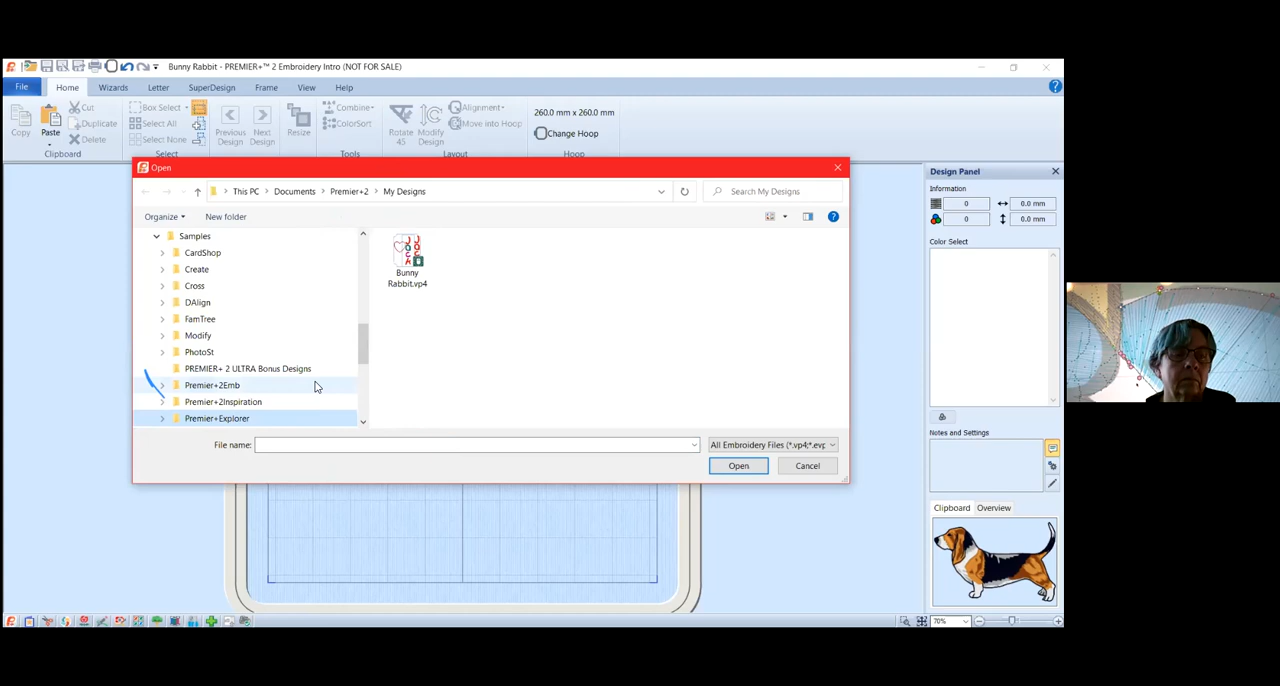 Bunny Rabbit - PREMIER+™ 2 Embroidery Intro (NOT FOR SALE)
File Home Wizards Letter SuperDesign Frame View Help
Copy
Paste
Cut
Duplicate
Delete
Clipboard
Box Select
Select All
Select None
Previous Design
Next Design
Select
Resize
Combine
ColorSort
Tools
Rotate 45
Modify Design
Alignment
Move into Hoop
Layout
260.0 mm x 260.0 mm
Change Hoop
Hoop
Open
This PC > Documents > Premier+2 > My Designs
Search My Designs
Organize
New folder
Samples
CardShop
Create
Cross
DAlign
FamTree
Modify
PhotoSt
PREMIER+ 2 ULTRA Bonus Designs
Premier+2Emb
Premier+2Inspiration
Premier+Explorer
Bunny
Rabbit.vp4
File name:
All Embroidery Files (*.vp4;*.evp
Open
Cancel
Design Panel
Information
0 0.0 mm
0 0.0 mm
Color Select
Notes and Settings
Clipboard Overview
70%